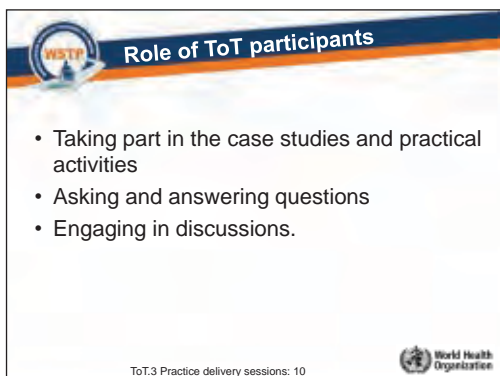 WSTP
Role of ToT participants
• Taking part in the case studies and practical
activities
• Asking and answering questions
• Engaging in discussions.
ToT.3 Practice delivery sessions: 10
World Health
Organization